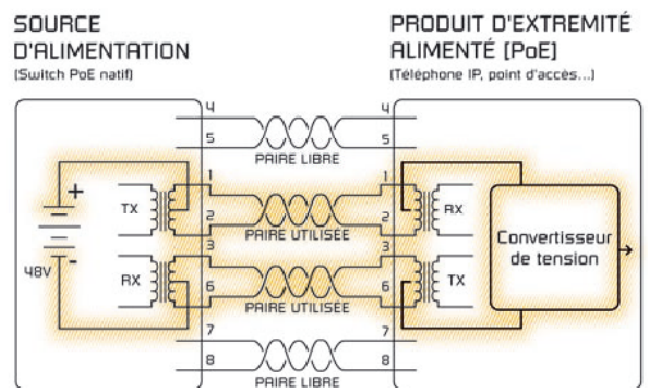 SOURCE
D'ALIMENTATION
(Switch PoE natif)
PRODUIT D'EXTREMITÉ
ALIMENTÉ (PoE)
(Téléphone IP, point d'accès...)
4
4
5
5
PAIRE LIBRE
1
1
+
TX
RX
2
2
PAIRE UTILISÉE
3
3
Convertisseur
de tension
-
48V
RX
TX
6
6
PAIRE UTILISÉE
7
7
8
8
PAIRE LIBRE